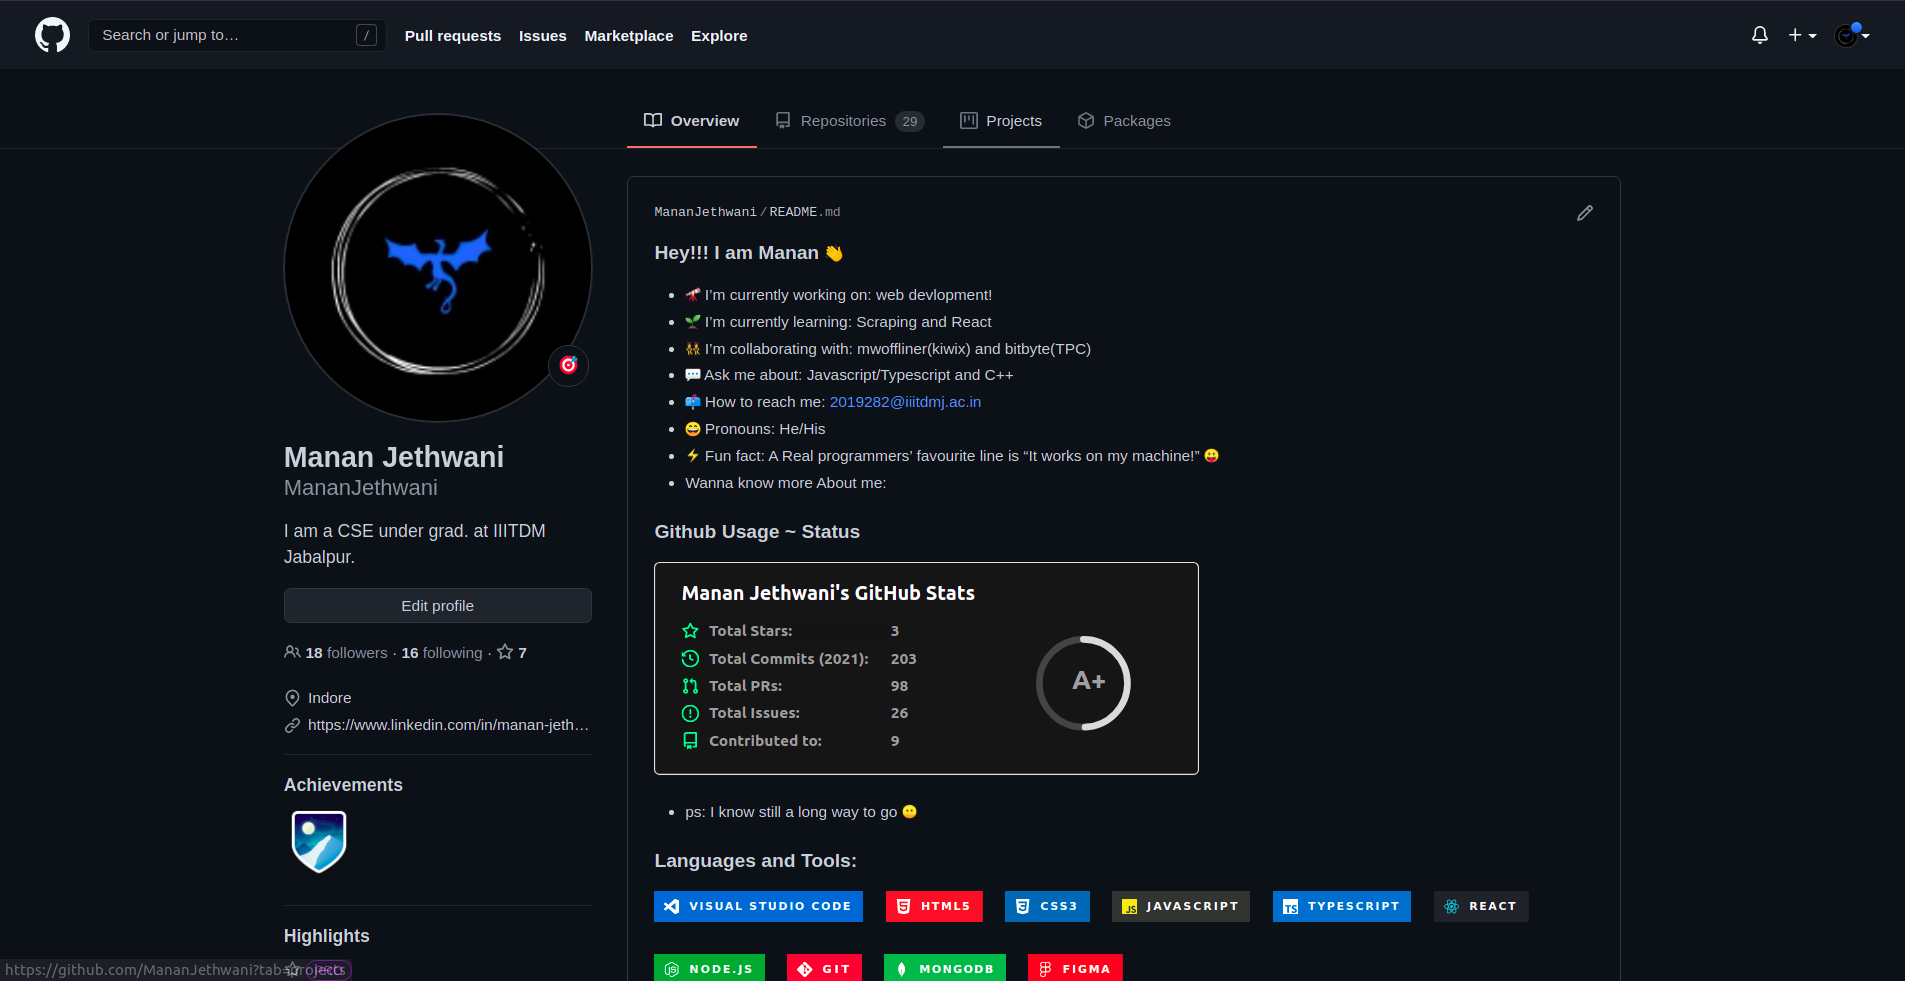 Search or jump to… / Pull requests Issues Marketplace Explore
Overview Repositories 29 Projects Packages
MananJethwani/README.md
Hey!!! I am Manan 👋
🔭 I’m currently working on: web devlopment!
🌱 I’m currently learning: Scraping and React
👯 I’m collaborating with: mwoffliner(kiwix) and bitbyte(TPC)
💬 Ask me about: Javascript/Typescript and C++
📫 How to reach me: 2019282@iiitdmj.ac.in
😄 Pronouns: He/His
⚡ Fun fact: A Real programmers’ favourite line is “It works on my machine!” 😛
Wanna know more About me:
Github Usage ~ Status
Manan Jethwani's GitHub Stats
Total Stars: 3
Total Commits (2021): 203
Total PRs: 98
Total Issues: 26
Contributed to: 9
A+
ps: I know still a long way to go 😶
Languages and Tools:
VISUAL STUDIO CODE HTML5 CSS3 JS JAVASCRIPT TS TYPESCRIPT REACT
NODE.JS GIT MONGODB FIGMA
Manan Jethwani
MananJethwani
I am a CSE under grad. at IIITDM
Jabalpur.
Edit profile
18 followers · 16 following · 7
Indore
https://www.linkedin.com/in/manan-jeth…
Achievements
Highlights
PRO
https://github.com/MananJethwani?tab=projects